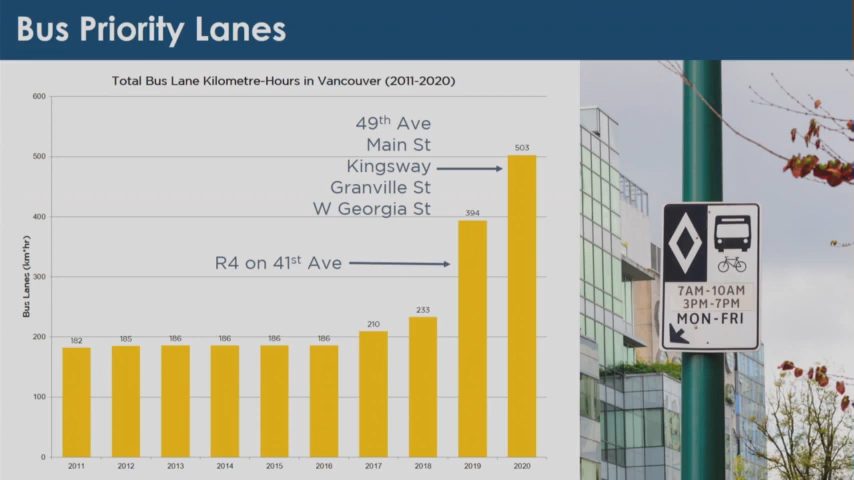 Bus Priority Lanes
Total Bus Lane Kilometre-Hours in Vancouver (2011-2020)
Bus Lanes (km*hr)
600
500
400
300
200
100
0
182
185
186
186
186
186
210
233
394
503
49th Ave
Main St
Kingsway
Granville St
W Georgia St
R4 on 41st Ave
2011
2012
2013
2014
2015
2016
2017
2018
2019
2020
7AM-10AM
3PM-7PM
MON-FRI